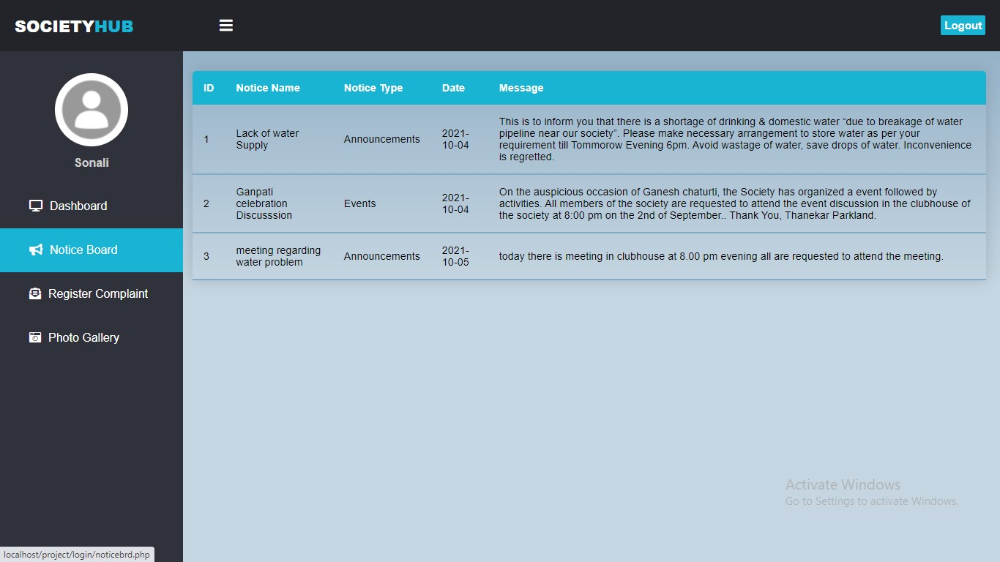 SOCIETYHUB
Logout
Sonali
Dashboard
Notice Board
Register Complaint
Photo Gallery
ID Notice Name Notice Type Date Message
1
Lack of water
Supply
Announcements
2021-
10-04
This is to inform you that there is a shortage of drinking & domestic water “due to breakage of water
pipeline near our society”. Please make necessary arrangement to store water as per your
requirement till Tommorow Evening 6pm. Avoid wastage of water, save drops of water. Inconvenience
is regretted.
2
Ganpati
celebration
Discusssion
Events
2021-
10-04
On the auspicious occasion of Ganesh chaturti, the Society has organized a event followed by
activities. All members of the society are requested to attend the event discussion in the clubhouse of
the society at 8:00 pm on the 2nd of September.. Thank You, Thanekar Parkland.
3
meeting regarding
water problem
Announcements
2021-
10-05
today there is meeting in clubhouse at 8.00 pm evening all are requested to attend the meeting.
Activate Windows
Go to Settings to activate Windows.
localhost/project/login/noticebrd.php